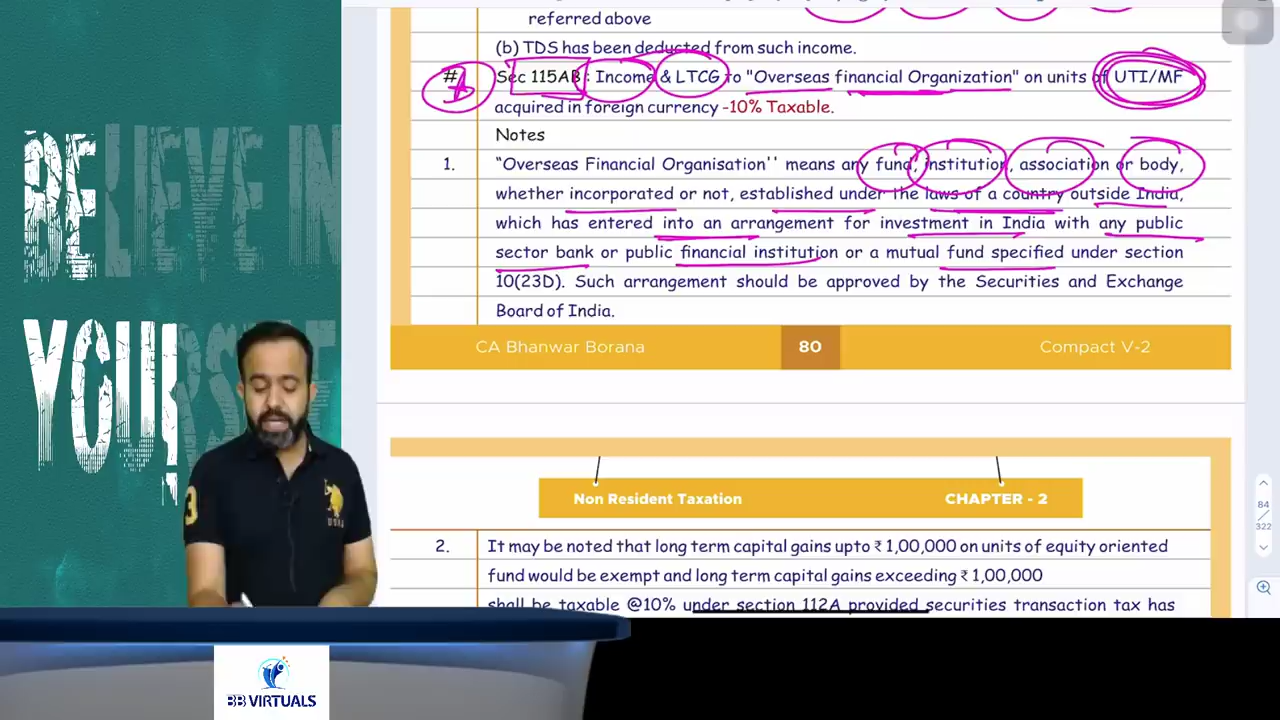 BELIEVE IN
YOURSELF
referred above
(b) TDS has been deducted from such income.
# Sec 115AB : Income & LTCG to "Overseas financial Organization" on units of UTI/MF
acquired in foreign currency -10% Taxable.
Notes
1. "Overseas Financial Organisation'' means any fund, institution, association or body,
whether incorporated or not, established under the laws of a country outside India,
which has entered into an arrangement for investment in India with any public
sector bank or public financial institution or a mutual fund specified under section
10(23D). Such arrangement should be approved by the Securities and Exchange
Board of India.
CA Bhanwar Borana 80 Compact V-2
Non Resident Taxation CHAPTER - 2
2. It may be noted that long term capital gains upto ₹ 1,00,000 on units of equity oriented
fund would be exempt and long term capital gains exceeding ₹ 1,00,000
shall be taxable @10% under section 112A provided securities transaction tax has
84
322
3
BB VIRTUALS